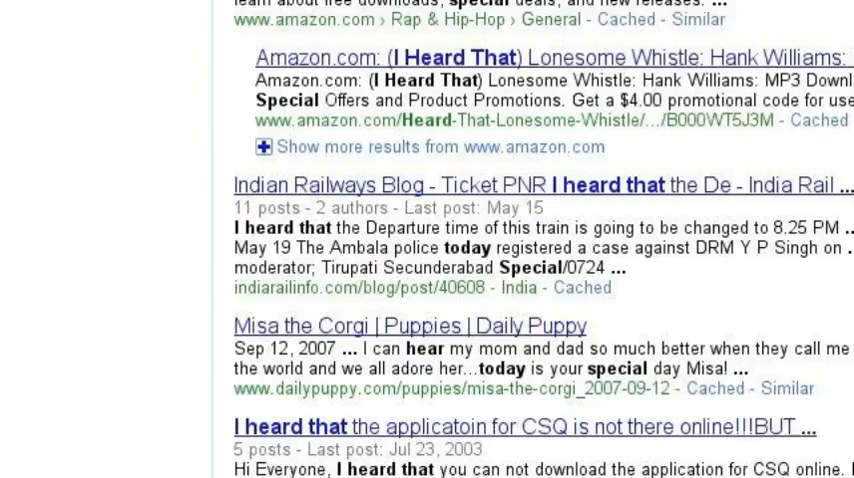 learn about free downloads, special deals, and new releases. ...
www.amazon.com › Rap & Hip-Hop › General - Cached - Similar
Amazon.com: (I Heard That) Lonesome Whistle: Hank Williams:
Amazon.com: (I Heard That) Lonesome Whistle: Hank Williams: MP3 Downl
Special Offers and Product Promotions. Get a $4.00 promotional code for use
www.amazon.com/Heard-That-Lonesome-Whistle/.../B000WT5J3M - Cached
Show more results from www.amazon.com
Indian Railways Blog - Ticket PNR I heard that the De - India Rail ...
11 posts - 2 authors - Last post: May 15
I heard that the Departure time of this train is going to be changed to 8.25 PM ..
May 19 The Ambala police today registered a case against DRM Y P Singh on .
moderator; Tirupati Secunderabad Special/0724 ...
indiarailinfo.com/blog/post/40608 - India - Cached
Misa the Corgi | Puppies | Daily Puppy
Sep 12, 2007 ... I can hear my mom and dad so much better when they call me
the world and we all adore her...today is your special day Misa! ...
www.dailypuppy.com/puppies/misa-the-corgi_2007-09-12 - Cached - Similar
I heard that the applicatoin for CSQ is not there online!!!BUT ...
5 posts - Last post: Jul 23, 2003
Hi Everyone, I heard that you can not download the application for CSQ online.